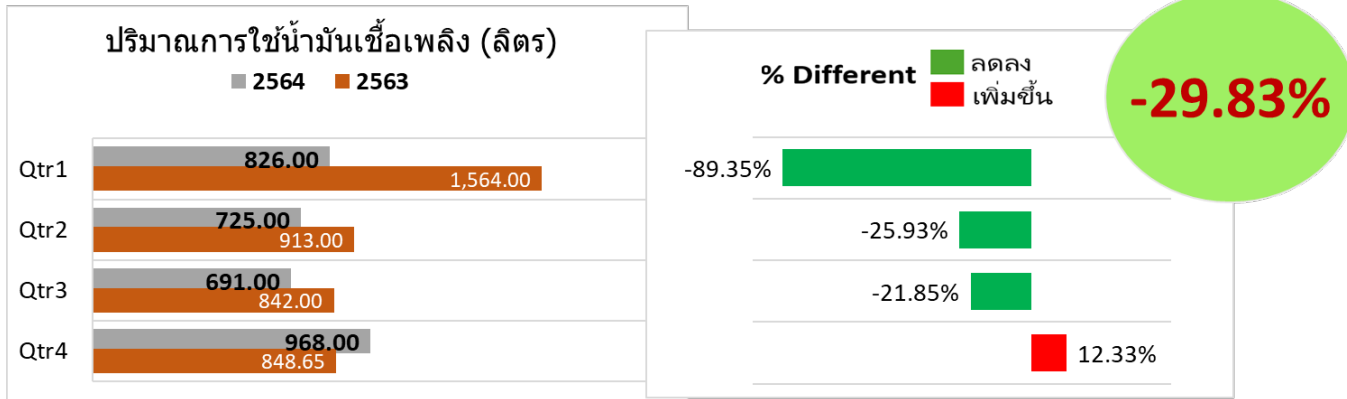 ปริมาณการใช้น้ำมันเชื้อเพลิง (ลิตร)
2564 2563
Qtr1
826.00
1,564.00
Qtr2
725.00
913.00
Qtr3
691.00
842.00
Qtr4
968.00
848.65
% Different
ลดลง
เพิ่มขึ้น
-29.83%
-89.35%
-25.93%
-21.85%
12.33%